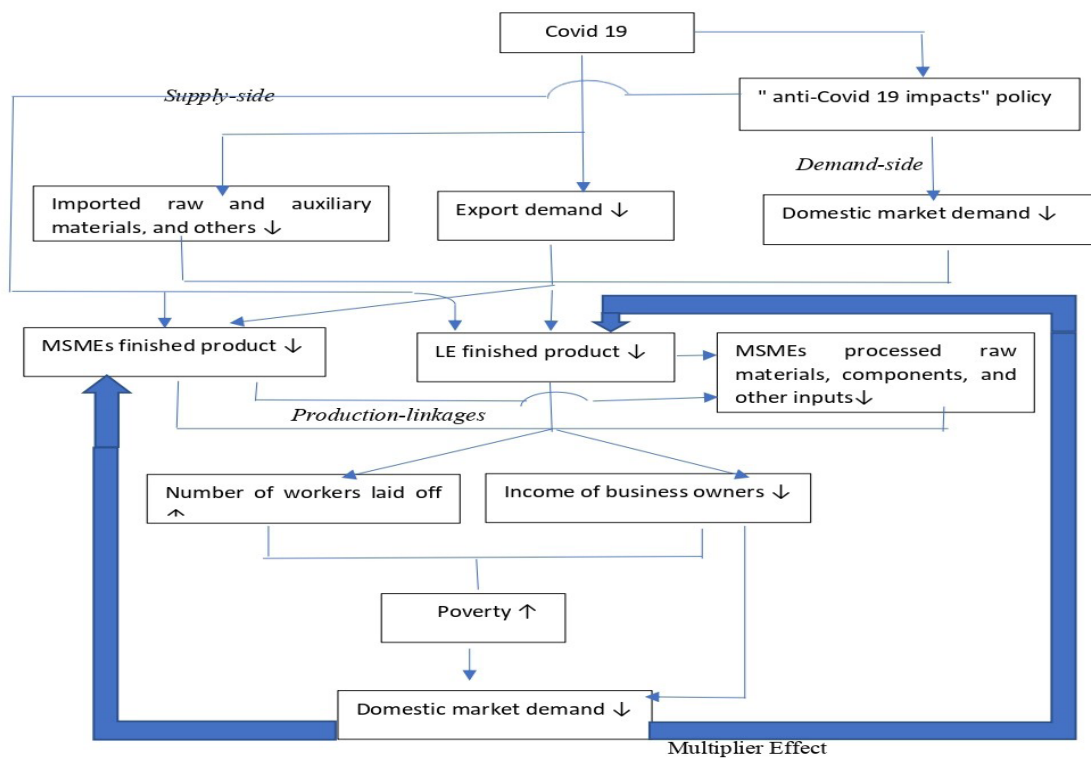 Covid 19
Supply-side
" anti-Covid 19 impacts" policy
Demand-side
Imported raw and auxiliary
materials, and others ↓
Export demand ↓
Domestic market demand ↓
MSMEs finished product ↓
LE finished product ↓
MSMEs processed raw
materials, components, and
other inputs↓
Production-linkages
Number of workers laid off
↑
Income of business owners ↓
Poverty ↑
Domestic market demand ↓
Multiplier Effect